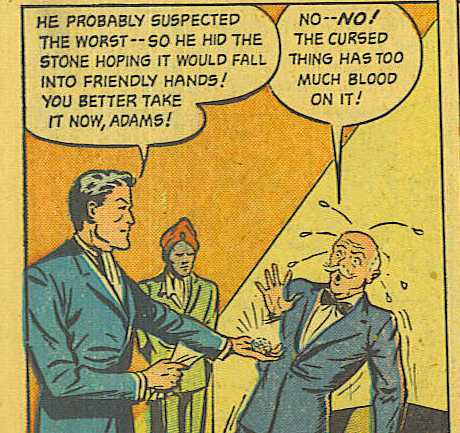 HE PROBABLY SUSPECTED
THE WORST--SO HE HID THE
STONE HOPING IT WOULD FALL
INTO FRIENDLY HANDS!
YOU BETTER TAKE
IT NOW, ADAMS!
NO--NO!
THE CURSED
THING HAS TOO
MUCH BLOOD
ON IT!